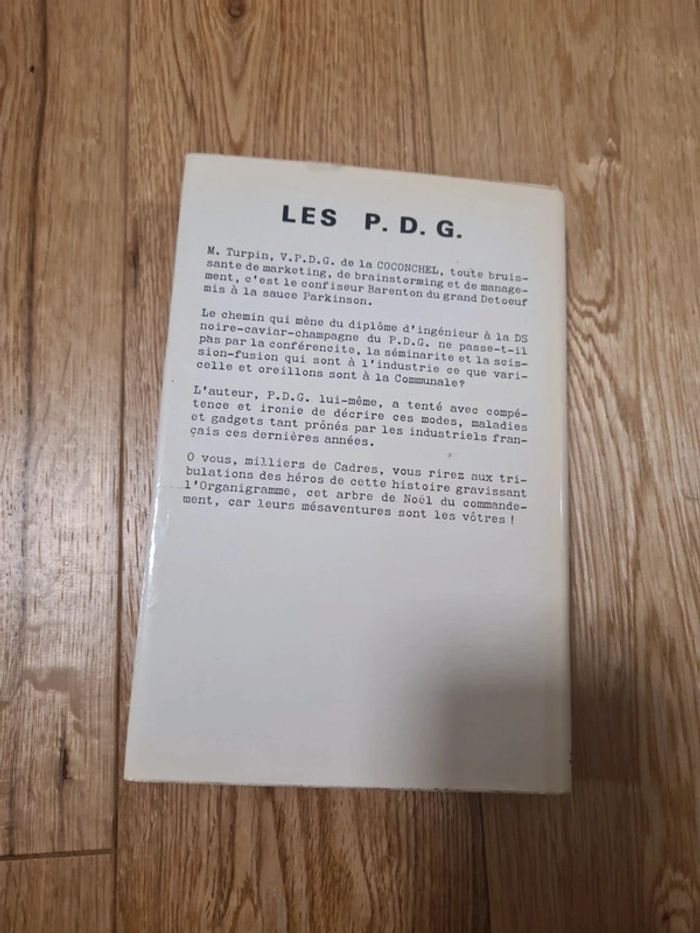 LES P. D. G.
M. Turpin, V.P.D.G. de la COCONCHEL, toute bruis-
sante de marketing, de brainstorming et de manage-
ment, c'est le confiseur Barenton du grand Detoeuf
mis à la sauce Parkinson.
Le chemin qui mène du diplôme d'ingénieur à la DS
noire-caviar-champagne du P.D.G. ne passe-t-il
pas par la conférencite, la séminarite et la scis-
sion-fusion qui sont à l'industrie ce que vari-
celle et oreillons sont à la Communale?
L'auteur, P.D.G. lui-même, a tenté avec compé-
tence et ironie de décrire ces modes, maladies
et gadgets tant prônés par les industriels fran-
çais ces dernières années.
O vous, milliers de Cadres, vous rirez aux tri-
bulations des héros de cette histoire gravissant
l'Organigramme, cet arbre de Noël du commande-
ment, car leurs mésaventures sont les vôtres !